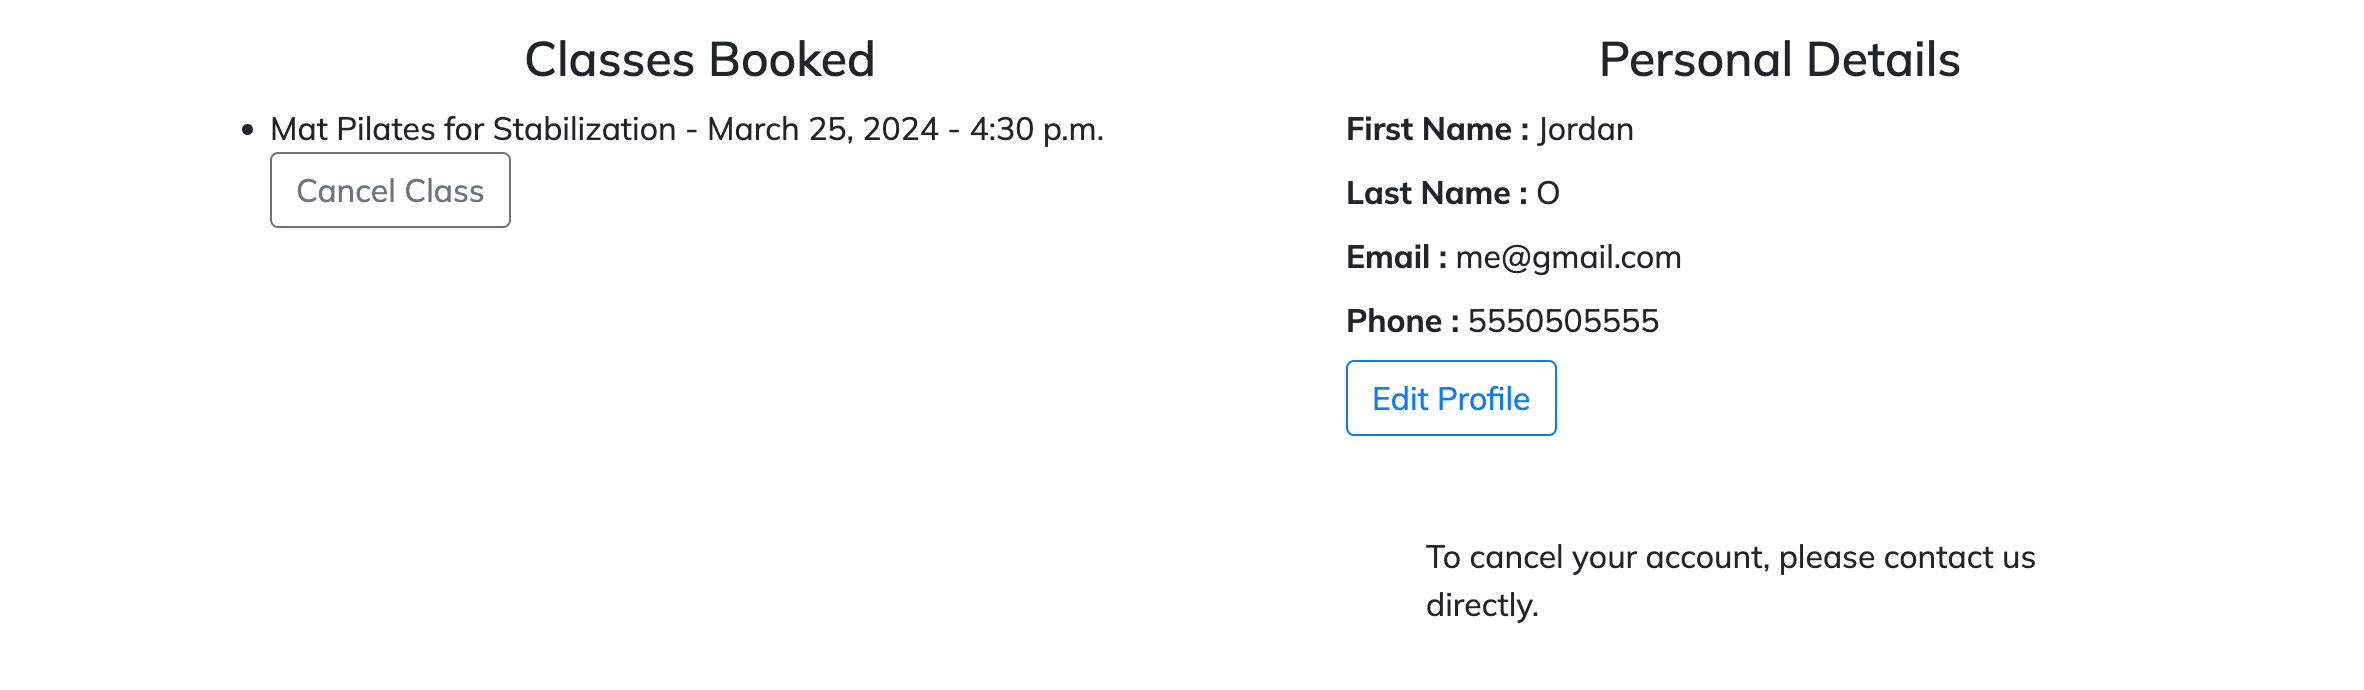 Classes Booked
Mat Pilates for Stabilization - March 25, 2024 - 4:30 p.m.
Cancel Class
Personal Details
First Name : Jordan
Last Name : O
Email : me@gmail.com
Phone : 5550505555
Edit Profile
To cancel your account, please contact us
directly.